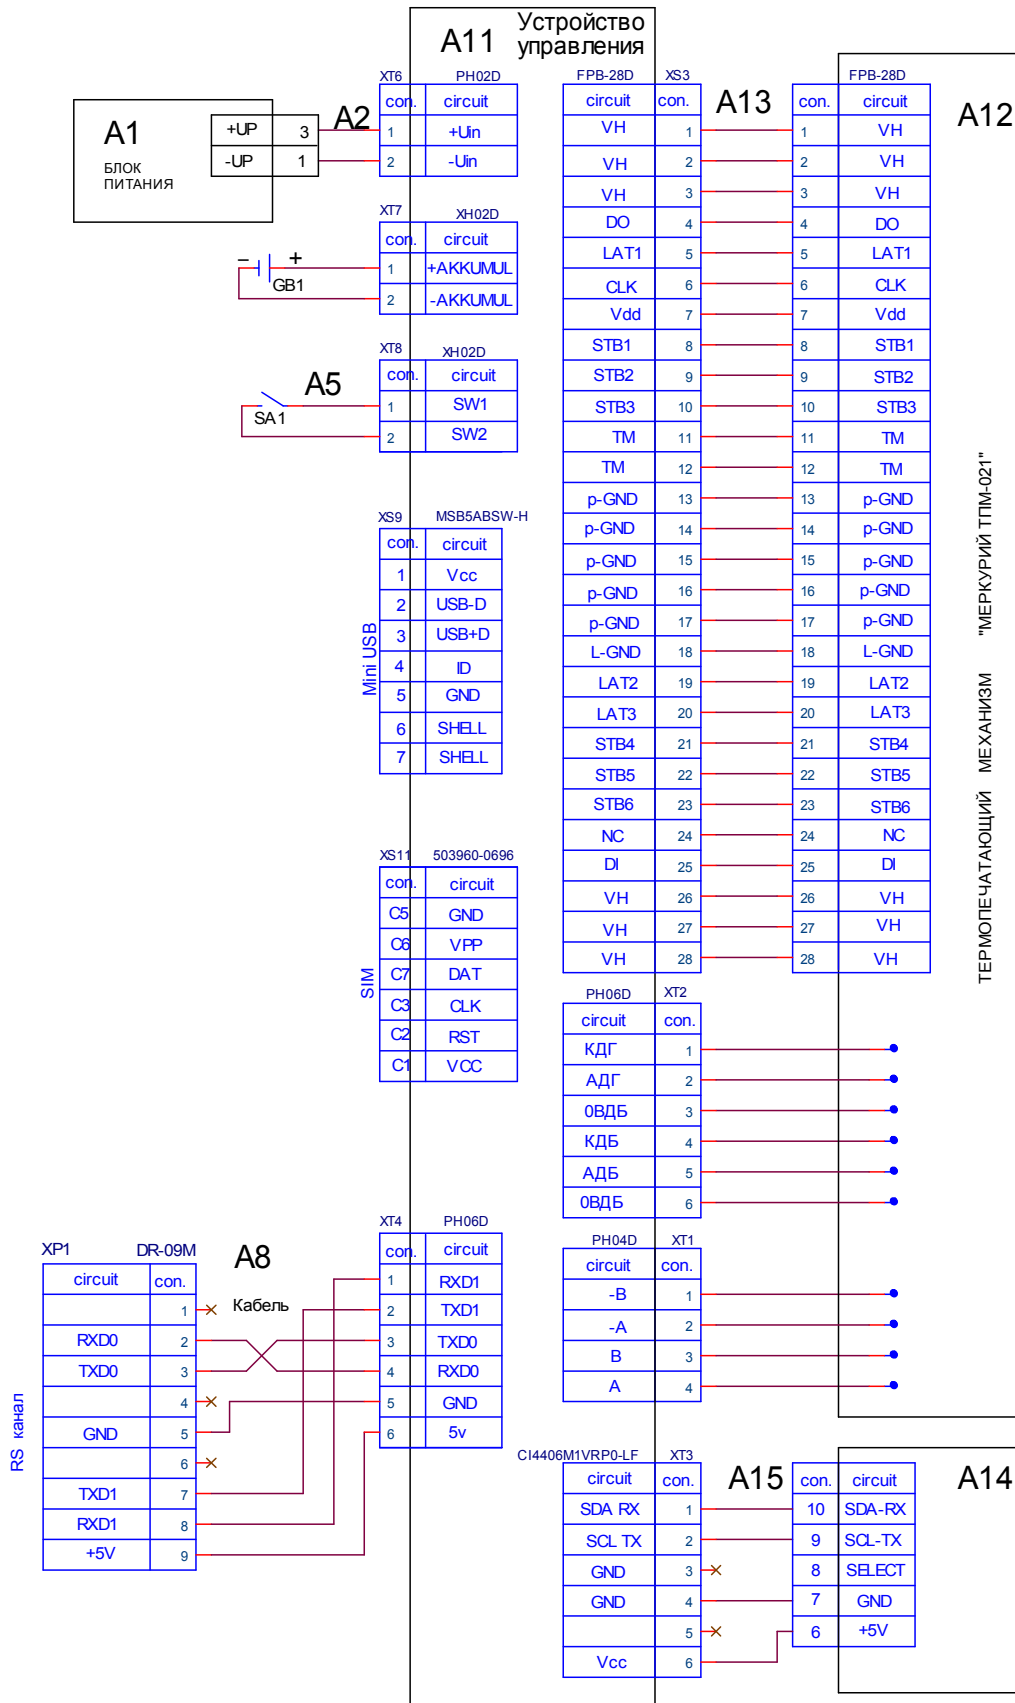 Устройство
управления
A11
A1
БЛОК
ПИТАНИЯ
+UP 3
-UP 1
A2
XT6 PH02D
con. circuit
1 +Uin
2 -Uin
XT7 XH02D
con. circuit
1 +AKKUMUL
2 -AKKUMUL
− +
GB1
XT8 XH02D
con. circuit
1 SW1
2 SW2
A5
SA1
XS9 MSB5ABSW-H
con. circuit
1 Vcc
2 USB-D
3 USB+D
4 ID
5 GND
6 SHELL
7 SHELL
Mini USB
XS11 503960-0696
con. circuit
C5 GND
C6 VPP
C7 DAT
C3 CLK
C2 RST
C1 VCC
SIM
XT4 PH06D
con. circuit
1 RXD1
2 TXD1
3 TXD0
4 RXD0
5 GND
6 5v
A8
Кабель
XP1 DR-09M
circuit con.
1
RXD0 2
TXD0 3
4
GND 5
6
TXD1 7
RXD1 8
+5V 9
RS канал
FPB-28D XS3
circuit con.
VH 1
VH 2
VH 3
DO 4
LAT1 5
CLK 6
Vdd 7
STB1 8
STB2 9
STB3 10
TM 11
TM 12
p-GND 13
p-GND 14
p-GND 15
p-GND 16
p-GND 17
L-GND 18
LAT2 19
LAT3 20
STB4 21
STB5 22
STB6 23
NC 24
DI 25
VH 26
VH 27
VH 28
A13
FPB-28D
con. circuit
1 VH
2 VH
3 VH
4 DO
5 LAT1
6 CLK
7 Vdd
8 STB1
9 STB2
10 STB3
11 TM
12 TM
13 p-GND
14 p-GND
15 p-GND
16 p-GND
17 p-GND
18 L-GND
19 LAT2
20 LAT3
21 STB4
22 STB5
23 STB6
24 NC
25 DI
26 VH
27 VH
28 VH
A12
ТЕРМОПЕЧАТАЮЩИЙ МЕХАНИЗМ "МЕРКУРИЙ ТПМ-021"
PH06D XT2
circuit con.
КДГ 1
АДГ 2
0ВДБ 3
КДБ 4
АДБ 5
0ВДБ 6
PH04D XT1
circuit con.
-B 1
-A 2
B 3
A 4
CI4406M1VRP0-LF XT3
circuit con.
SDA RX 1
SCL TX 2
GND 3
GND 4
5
Vcc 6
A15
con. circuit
10 SDA-RX
9 SCL-TX
8 SELECT
7 GND
6 +5V
A14